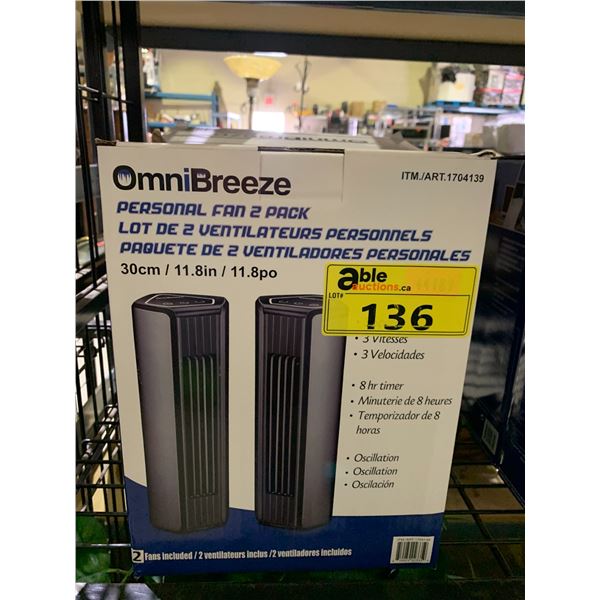 OmniBreeze
ITM./ART.1704139
PERSONAL FAN 2 PACK
LOT DE 2 VENTILATEURS PERSONNELS
PAQUETE DE 2 VENTILADORES PERSONALES
30cm / 11.8in / 11.8po
able
auctions.ca
LOT# 136
• 3 Vitesses
• 3 Velocidades
• 8 hr timer
• Minuterie de 8 heures
• Temporizador de 8
horas
• Oscillation
• Oscillation
• Oscilación
2 Fans included / 2 ventilateurs inclus /2 ventiladores incluidos